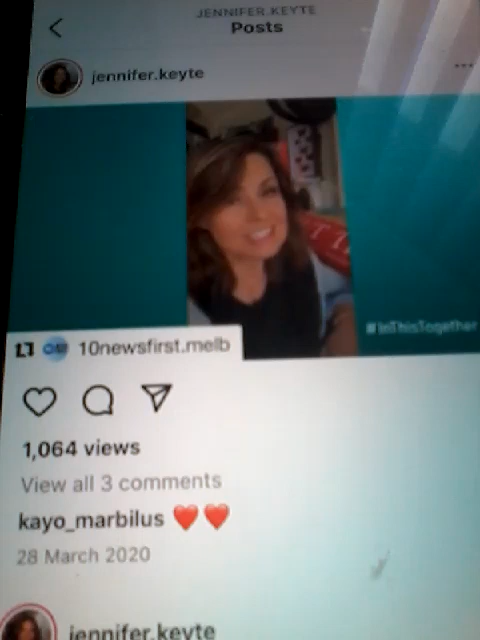 JENNIFER.KEYTE
Posts
jennifer.keyte
#InThisTogether
10newsfirst.melb
1,064 views
View all 3 comments
kayo_marbilus ❤️❤️
28 March 2020
jennifer.keyte